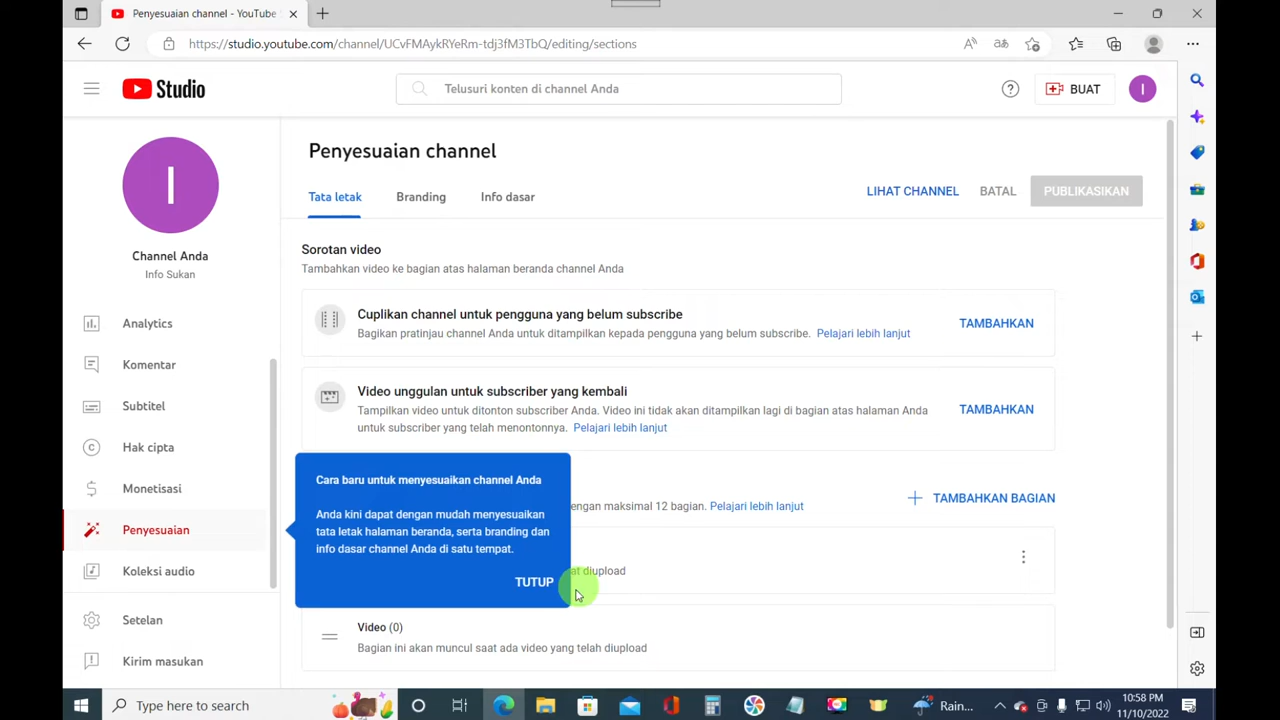 Penyesuaian channel - YouTube
https://studio.youtube.com/channel/UCvFMAykRYeRm-tdj3fM3TbQ/editing/sections
Studio
Telusuri konten di channel Anda
BUAT
I
I
Channel Anda
Info Sukan
Analytics
Komentar
Subtitel
Hak cipta
Monetisasi
Penyesuaian
Koleksi audio
Setelan
Kirim masukan
Penyesuaian channel
Tata letak
Branding
Info dasar
LIHAT CHANNEL
BATAL
PUBLIKASIKAN
Sorotan video
Tambahkan video ke bagian atas halaman beranda channel Anda
Cuplikan channel untuk pengguna yang belum subscribe
Bagikan pratinjau channel Anda untuk ditampilkan kepada pengguna yang belum subscribe. Pelajari lebih lanjut
TAMBAHKAN
Video unggulan untuk subscriber yang kembali
Tampilkan video untuk ditonton subscriber Anda. Video ini tidak akan ditampilkan lagi di bagian atas halaman Anda
untuk subscriber yang telah menontonnya. Pelajari lebih lanjut
TAMBAHKAN
Cara baru untuk menyesuaikan channel Anda
Anda kini dapat dengan mudah menyesuaikan
tata letak halaman beranda, serta branding dan
info dasar channel Anda di satu tempat.
TUTUP
dengan maksimal 12 bagian. Pelajari lebih lanjut
TAMBAHKAN BAGIAN
at diupload
Video (0)
Bagian ini akan muncul saat ada video yang telah diupload
Type here to search
Rain...
10:58 PM
11/10/2022